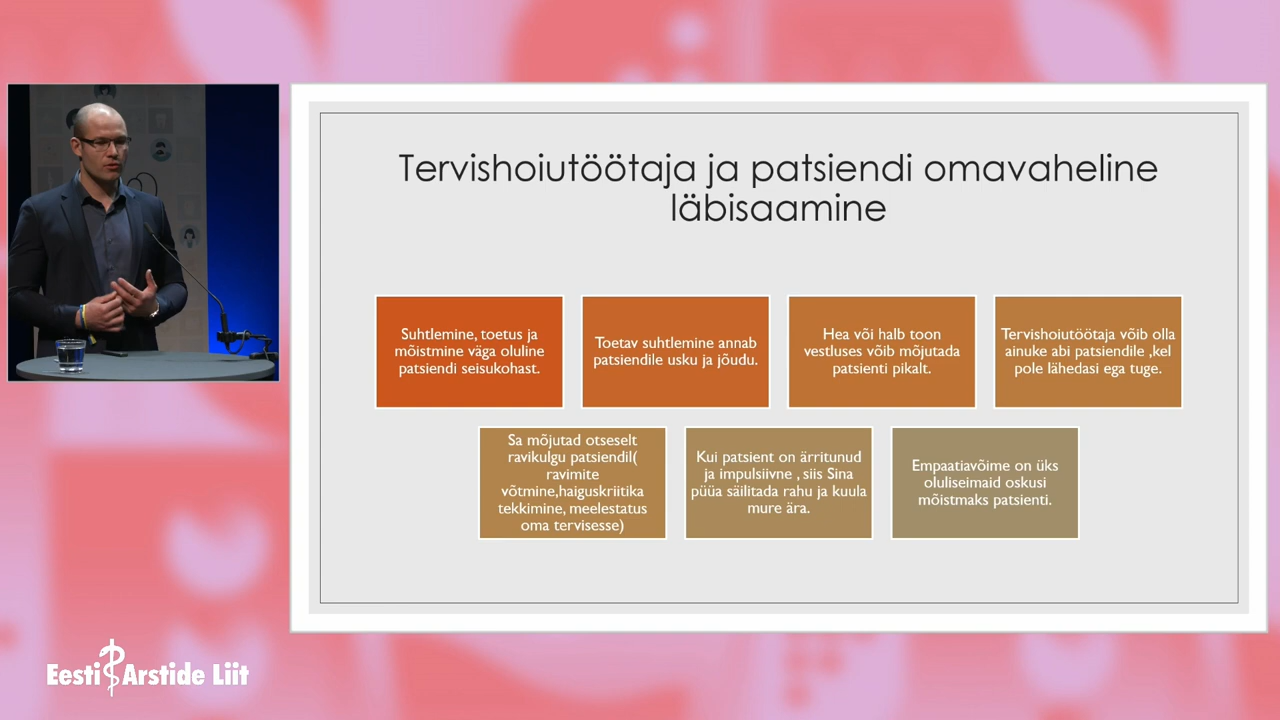 Tervishoiutöötaja ja patsiendi omavaheline
läbisaamine
Suhtlemine, toetus ja
mõistmine väga oluline
patsiendi seisukohast.
Toetav suhtlemine annab
patsiendile usku ja jõudu.
Hea või halb toon
vestluses võib mõjutada
patsienti pikalt.
Tervishoiutöötaja võib olla
ainuke abi patsiendile ,kel
pole lähedasi ega tuge.
Sa mõjutad otseselt
ravikulgu patsiendil(
ravimite
võtmine,haiguskriitika
tekkimine, meelestatus
oma tervisesse)
Kui patsient on ärritunud
ja impulsiivne , siis Sina
püüa säilitada rahu ja kuula
mure ära.
Empaatiavõime on üks
oluliseimaid oskusi
mõistmaks patsienti.
Eesti Arstide Liit